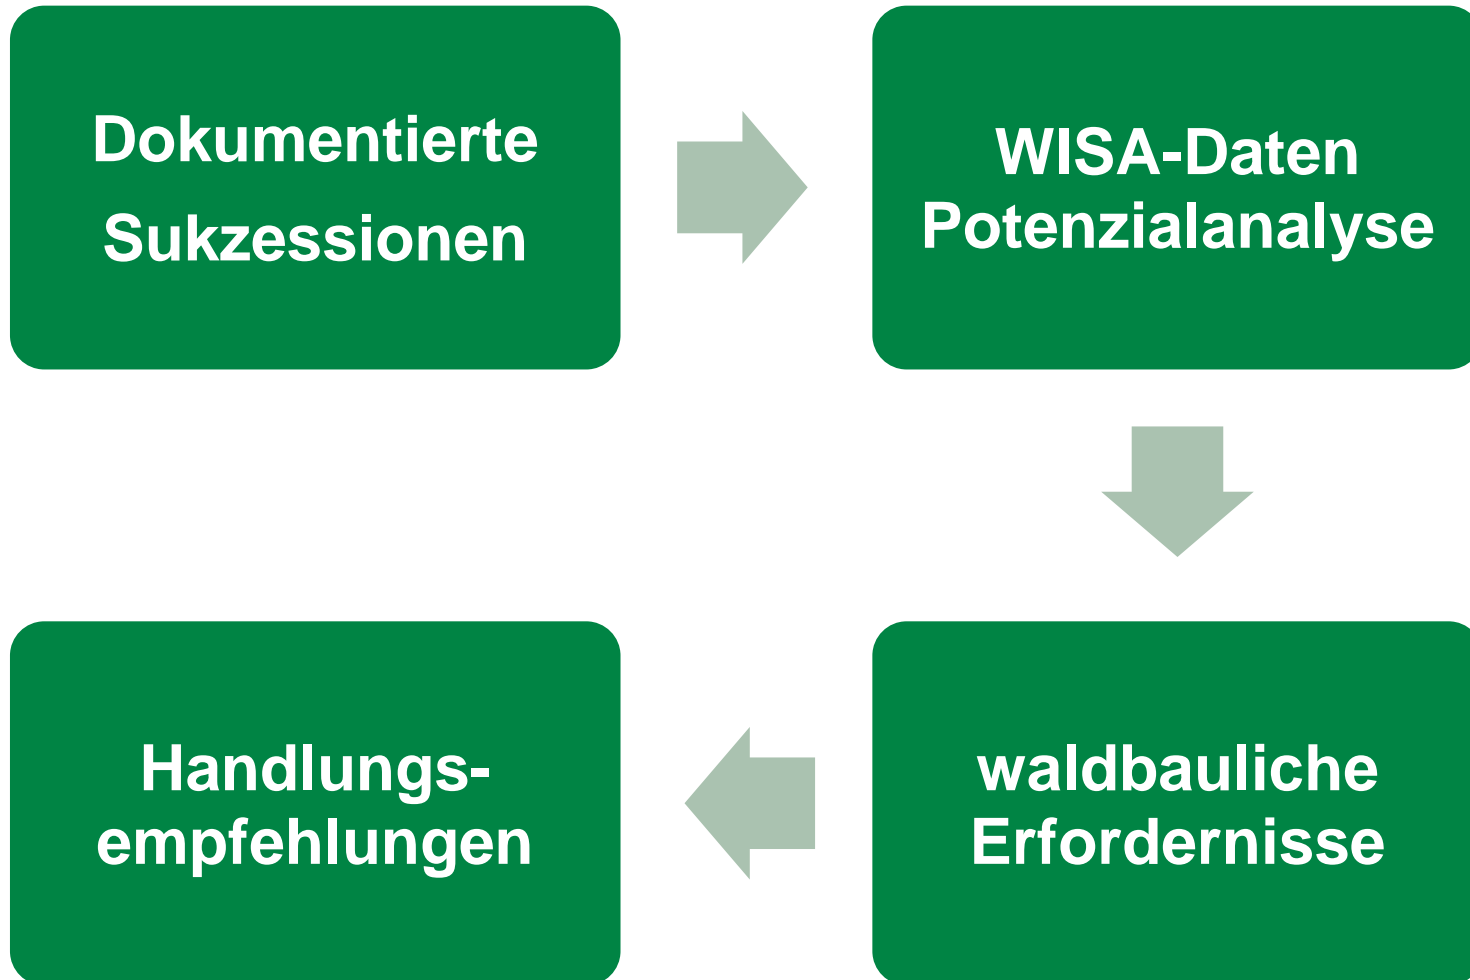 Dokumentierte
Sukzessionen
WISA-Daten
Potenzialanalyse
waldbauliche
Erfordernisse
Handlungs-
empfehlungen